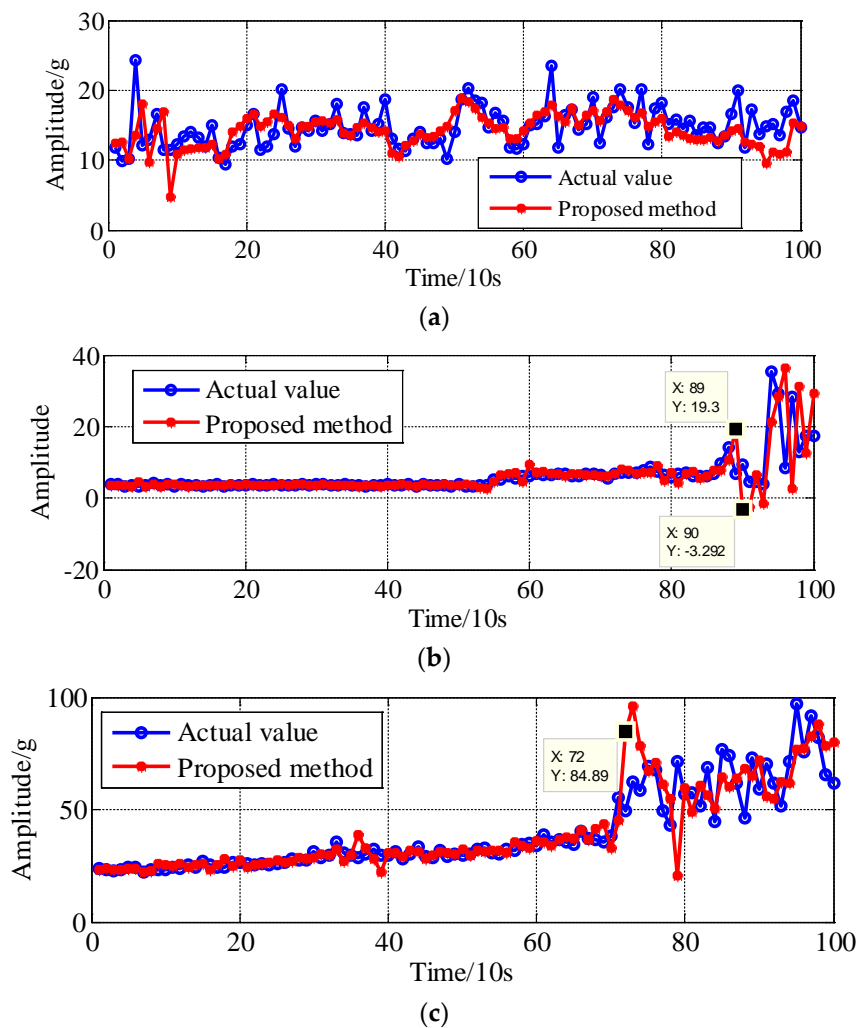 30
20
10
0
Amplitude/g
Actual value
Proposed method
0 20 40 60 80 100
Time/10s
(a)
40
20
0
-20
Amplitude
Actual value
Proposed method
X: 89
Y: 19.3
X: 90
Y: -3.292
0 20 40 60 80 100
Time/10s
(b)
100
50
0
Amplitude/g
Actual value
Proposed method
X: 72
Y: 84.89
0 20 40 60 80 100
Time/10s
(c)